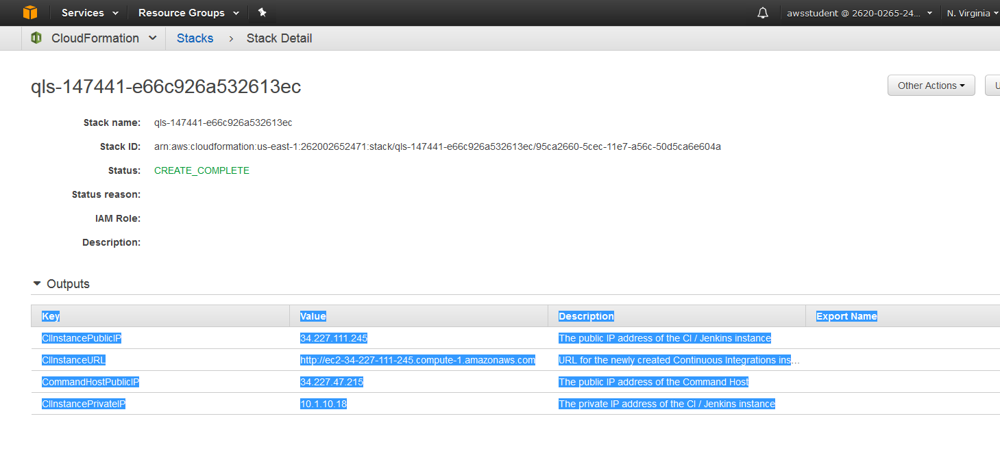 Services Resource Groups awsstudent @ 2620-0265-24... N. Virginia
CloudFormation Stacks › Stack Detail
qls-147441-e66c926a532613ec Other Actions U
Stack name: qls-147441-e66c926a532613ec
Stack ID: arn:aws:cloudformation:us-east-1:262002652471:stack/qls-147441-e66c926a532613ec/95ca2660-5cec-11e7-a56c-50d5ca6e604a
Status: CREATE_COMPLETE
Status reason:
IAM Role:
Description:
Outputs
Key Value Description Export Name
CIInstancePublicIP 34.227.111.245 The public IP address of the CI / Jenkins instance
CIInstanceURL http://ec2-34-227-111-245.compute-1.amazonaws.com URL for the newly created Continuous Integrations ins...
CommandHostPublicIP 34.227.47.215 The public IP address of the Command Host
CIInstancePrivateIP 10.1.10.18 The private IP address of the CI / Jenkins instance